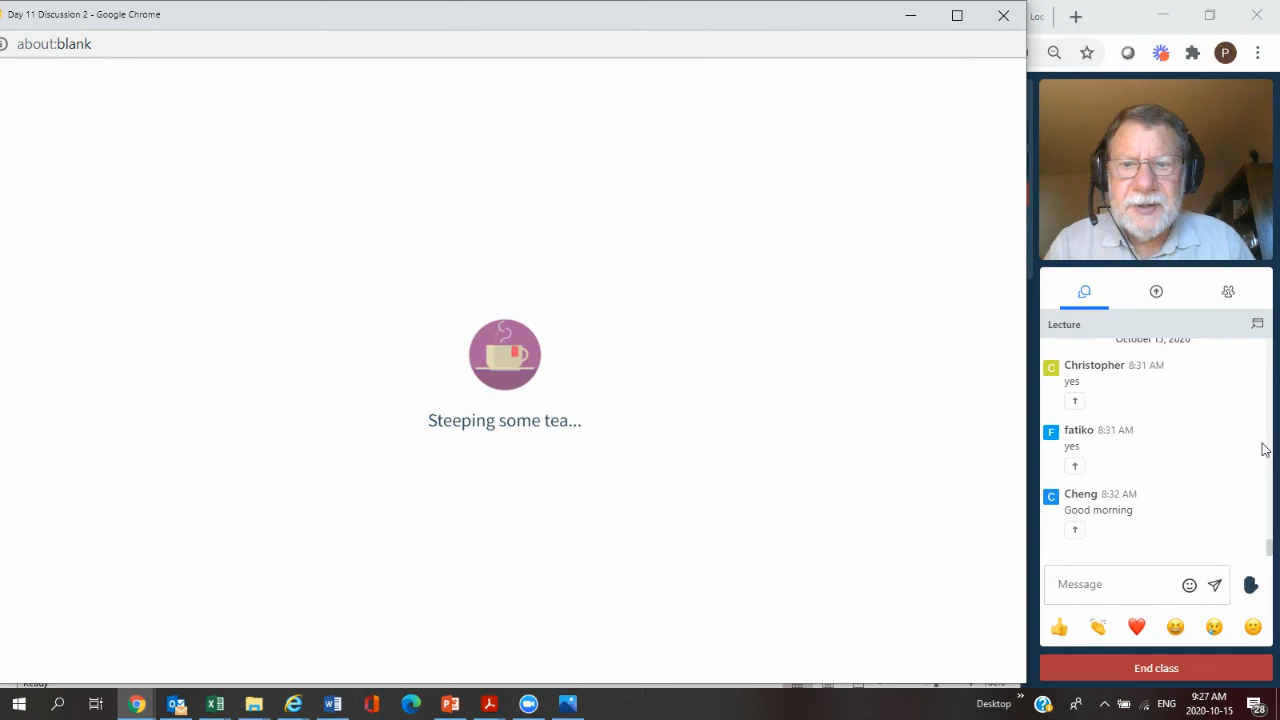 Day 11 Discussion 2 - Google Chrome
about:blank
P
Steeping some tea...
Lecture
October 15, 2020
C
Christopher 8:31 AM
yes
F
fatiko 8:31 AM
yes
C
Cheng 8:32 AM
Good morning
Message
End class
Ready
Desktop
ENG
9:27 AM
2020-10-15
28